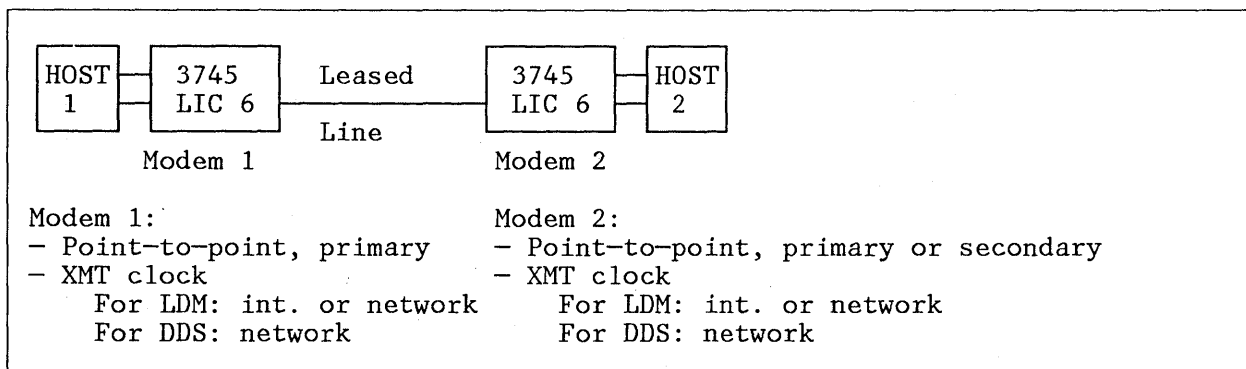 HOST 3745 Leased 3745 HOST
1 LIC 6 LIC 6 2
Line
Modem 1 Modem 2
Modem 1: Modem 2:
— Point—to—point, primary — Point—to—point, primary or secondary
— XMT clock — XMT clock
For LDM: int. or network For LDM: int. or network
For DDS: network For DDS: network